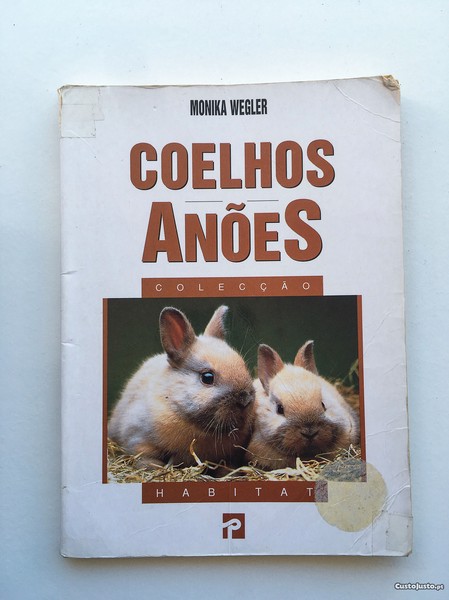 MONIKA WEGLER
COELHOS
ANÕES
COLECÇÃO
HABITAT
CustoJusto.pt